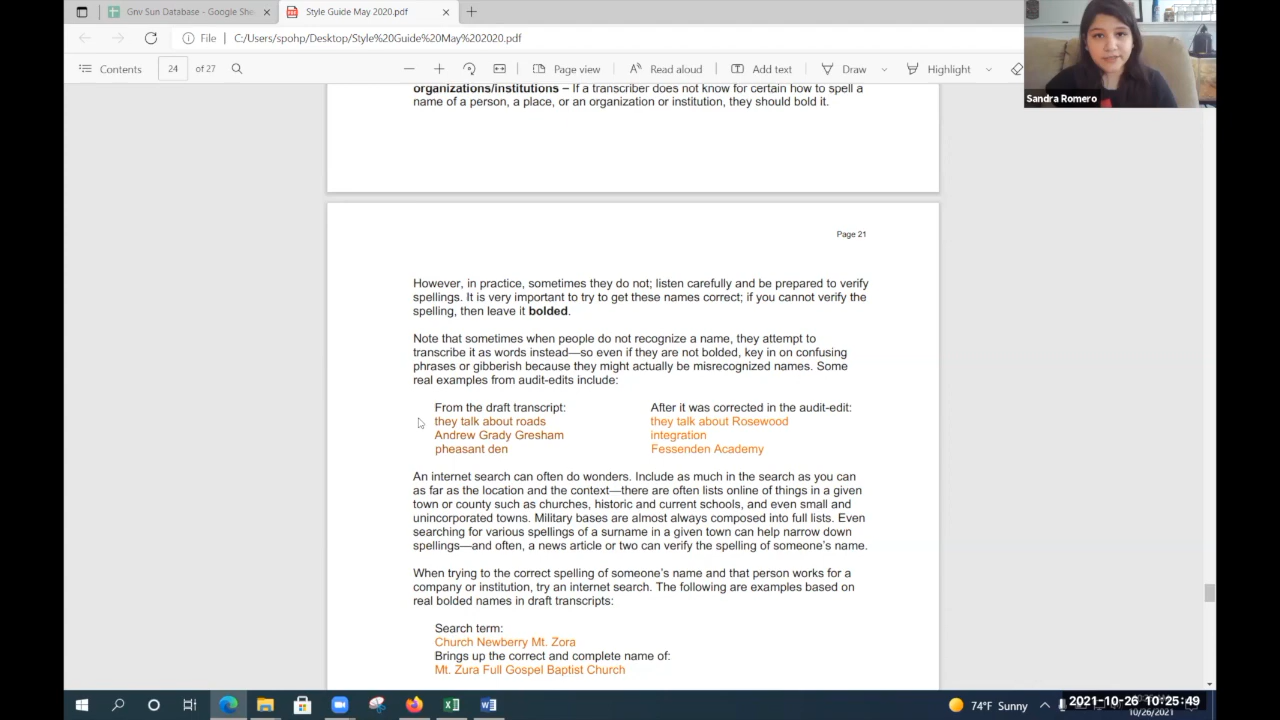 Gnv Sun Database - Google She
Style Guide May 2020.pdf
File
C:/Users/spohp/Desktop/Style%20Guide%20May%202020.pdf
Contents
24 of 27
Page view
Read aloud
Add text
Draw
Highlight
Sandra Romero
organizations/institutions – If a transcriber does not know for certain how to spell a
name of a person, a place, or an organization or institution, they should bold it.
Page 21
However, in practice, sometimes they do not; listen carefully and be prepared to verify
spellings. It is very important to try to get these names correct; if you cannot verify the
spelling, then leave it bolded.
Note that sometimes when people do not recognize a name, they attempt to
transcribe it as words instead—so even if they are not bolded, key in on confusing
phrases or gibberish because they might actually be misrecognized names. Some
real examples from audit-edits include:
From the draft transcript: After it was corrected in the audit-edit:
they talk about roads they talk about Rosewood
Andrew Grady Gresham integration
pheasant den Fessenden Academy
An internet search can often do wonders. Include as much in the search as you can
as far as the location and the context—there are often lists online of things in a given
town or county such as churches, historic and current schools, and even small and
unincorporated towns. Military bases are almost always composed into full lists. Even
searching for various spellings of a surname in a given town can help narrow down
spellings—and often, a news article or two can verify the spelling of someone's name.
When trying to the correct spelling of someone's name and that person works for a
company or institution, try an internet search. The following are examples based on
real bolded names in draft transcripts:
Search term:
Church Newberry Mt. Zora
Brings up the correct and complete name of:
Mt. Zura Full Gospel Baptist Church
74°F Sunny
2021-10-26 10:25:49
10/26/2021